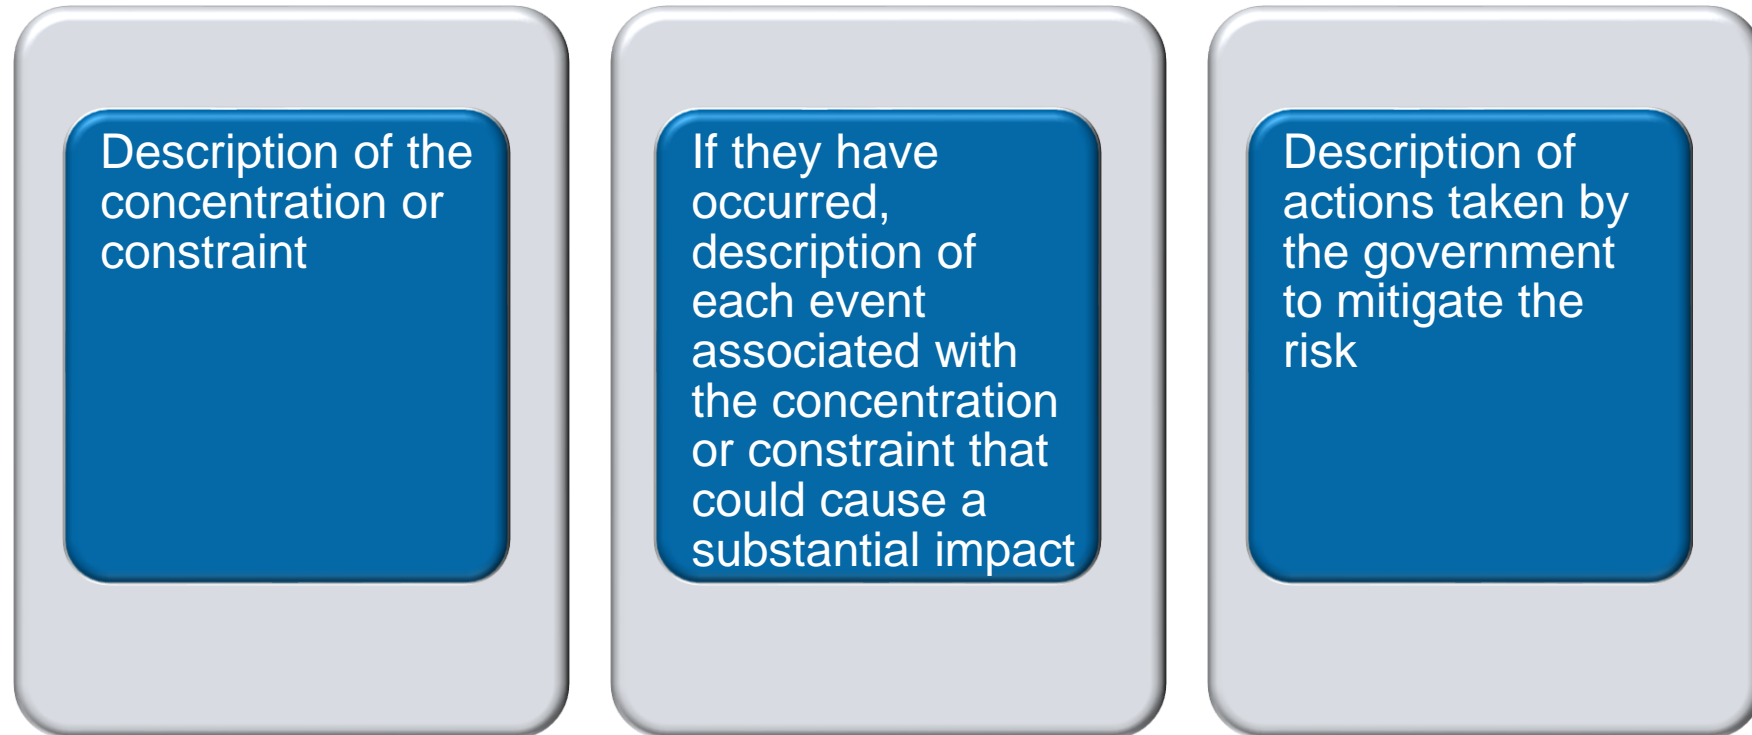 Description of the
concentration or
constraint
If they have
occurred,
description of
each event
associated with
the concentration
or constraint that
could cause a
substantial impact
Description of
actions taken by
the government
to mitigate the
risk